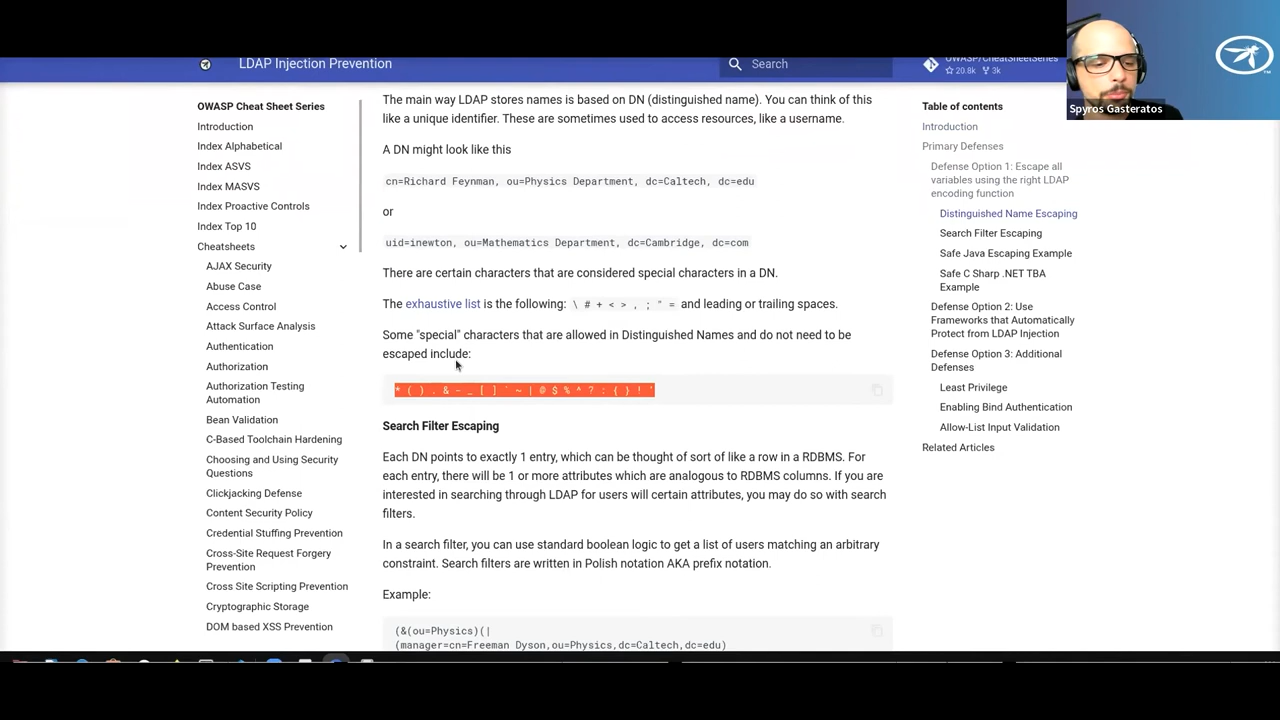 LDAP Injection Prevention
Search
OWASP/CheatSheetSeries
20.8k 3k
Spyros Gasteratos
OWASP Cheat Sheet Series
Introduction
Index Alphabetical
Index ASVS
Index MASVS
Index Proactive Controls
Index Top 10
Cheatsheets
AJAX Security
Abuse Case
Access Control
Attack Surface Analysis
Authentication
Authorization
Authorization Testing
Automation
Bean Validation
C-Based Toolchain Hardening
Choosing and Using Security
Questions
Clickjacking Defense
Content Security Policy
Credential Stuffing Prevention
Cross-Site Request Forgery
Prevention
Cross Site Scripting Prevention
Cryptographic Storage
DOM based XSS Prevention
The main way LDAP stores names is based on DN (distinguished name). You can think of this
like a unique identifier. These are sometimes used to access resources, like a username.
A DN might look like this
cn=Richard Feynman, ou=Physics Department, dc=Caltech, dc=edu
or
uid=inewton, ou=Mathematics Department, dc=Cambridge, dc=com
There are certain characters that are considered special characters in a DN.
The exhaustive list is the following: \ # + < > , ; " = and leading or trailing spaces.
Some "special" characters that are allowed in Distinguished Names and do not need to be
escaped include:
* ( ) . & - _ [ ] ` ~ | @ $ % ^ ? : { } ! '
Search Filter Escaping
Each DN points to exactly 1 entry, which can be thought of sort of like a row in a RDBMS. For
each entry, there will be 1 or more attributes which are analogous to RDBMS columns. If you are
interested in searching through LDAP for users will certain attributes, you may do so with search
filters.
In a search filter, you can use standard boolean logic to get a list of users matching an arbitrary
constraint. Search filters are written in Polish notation AKA prefix notation.
Example:
(&(ou=Physics)(|
(manager=cn=Freeman Dyson,ou=Physics,dc=Caltech,dc=edu)
Table of contents
Introduction
Primary Defenses
Defense Option 1: Escape all
variables using the right LDAP
encoding function
Distinguished Name Escaping
Search Filter Escaping
Safe Java Escaping Example
Safe C Sharp .NET TBA
Example
Defense Option 2: Use
Frameworks that Automatically
Protect from LDAP Injection
Defense Option 3: Additional
Defenses
Least Privilege
Enabling Bind Authentication
Allow-List Input Validation
Related Articles